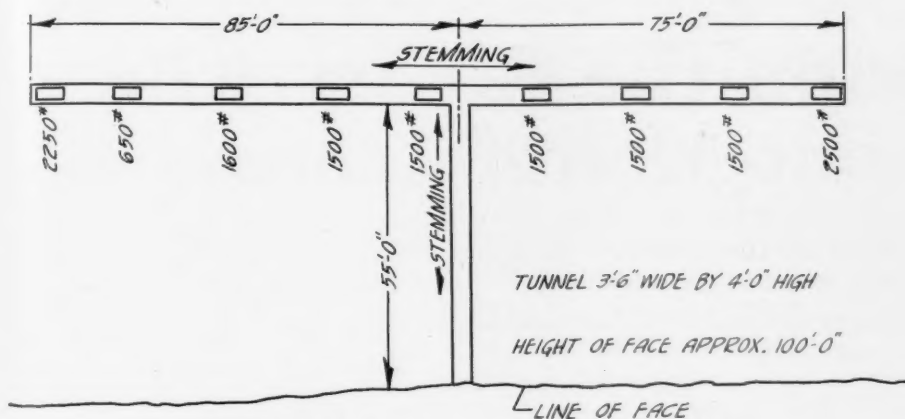 85'-0" 75'-0"
STEMMING
2250# 650# 1600# 1500# 1500# 1500# 1500# 1500# 2500#
STEMMING
55'-0"
TUNNEL 3'-6" WIDE BY 4'-0" HIGH
HEIGHT OF FACE APPROX. 100'-0"
LINE OF FACE